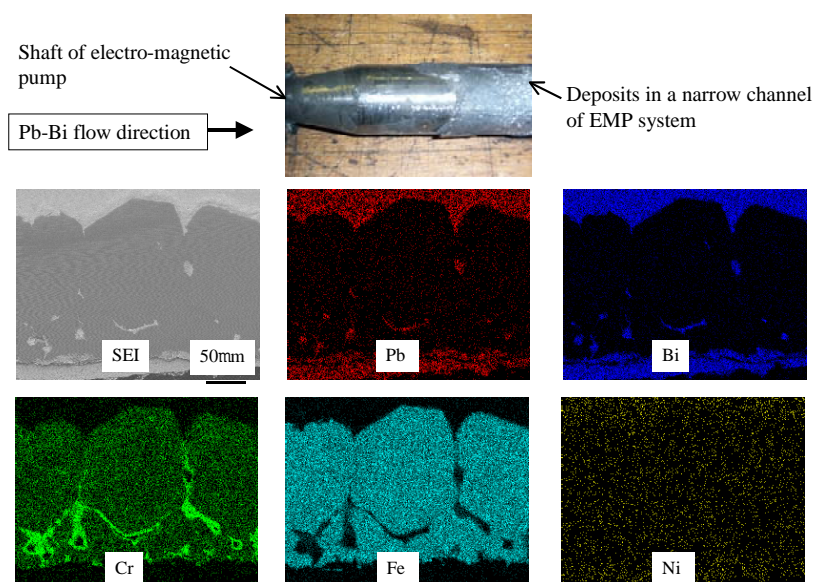 Shaft of electro-magnetic
pump
Pb-Bi flow direction
Deposits in a narrow channel
of EMP system
SEI
50mm
Pb
Bi
Cr
Fe
Ni